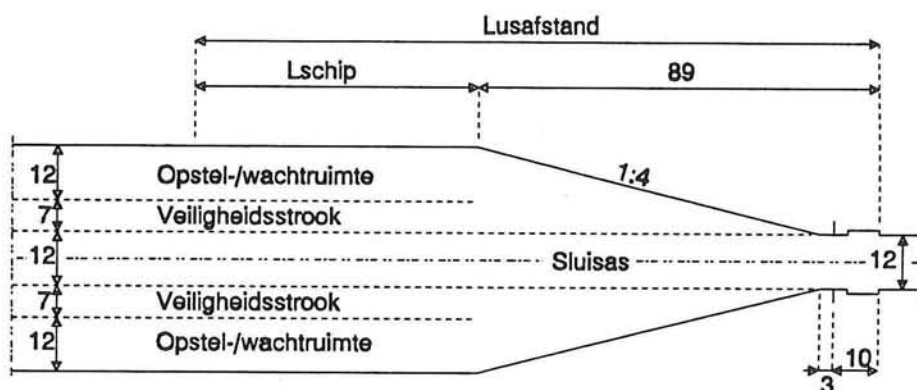 Lusafstand
Lschip 89
12 Opstel-/wachtruimte 1:4
7 Veiligheidsstrook
12 Sluisas 12
7 Veiligheidsstrook
12 Opstel-/wachtruimte
10
3